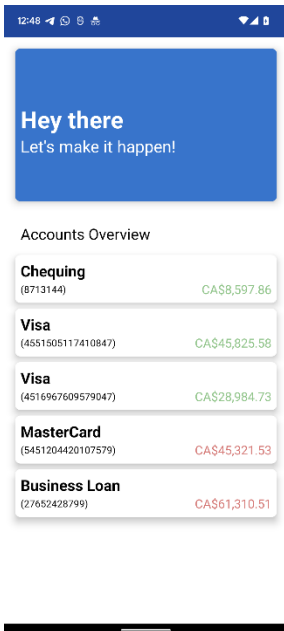 12:48
Hey there
Let's make it happen!
Accounts Overview
Chequing
(8713144)
CA$8,597.86
Visa
(4551505117410847)
CA$45,825.58
Visa
(4516967609579047)
CA$28,984.73
MasterCard
(5451204420107579)
CA$45,321.53
Business Loan
(27652428799)
CA$61,310.51